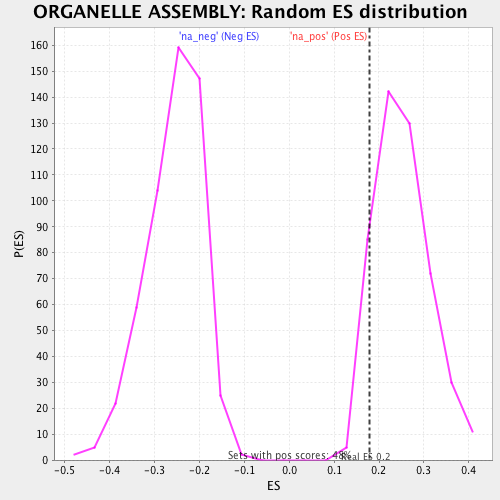 ORGANELLE ASSEMBLY: Random ES distribution
'na_neg' (Neg ES) 'na_pos' (Pos ES)
160
150
140
130
120
110
100
90
80
70
60
50
40
30
20
10
0
P(ES)
Sets with pos scores: 48%
Real ES 0.2
-0.5 -0.4 -0.3 -0.2 -0.1 0.0 0.1 0.2 0.3 0.4
ES